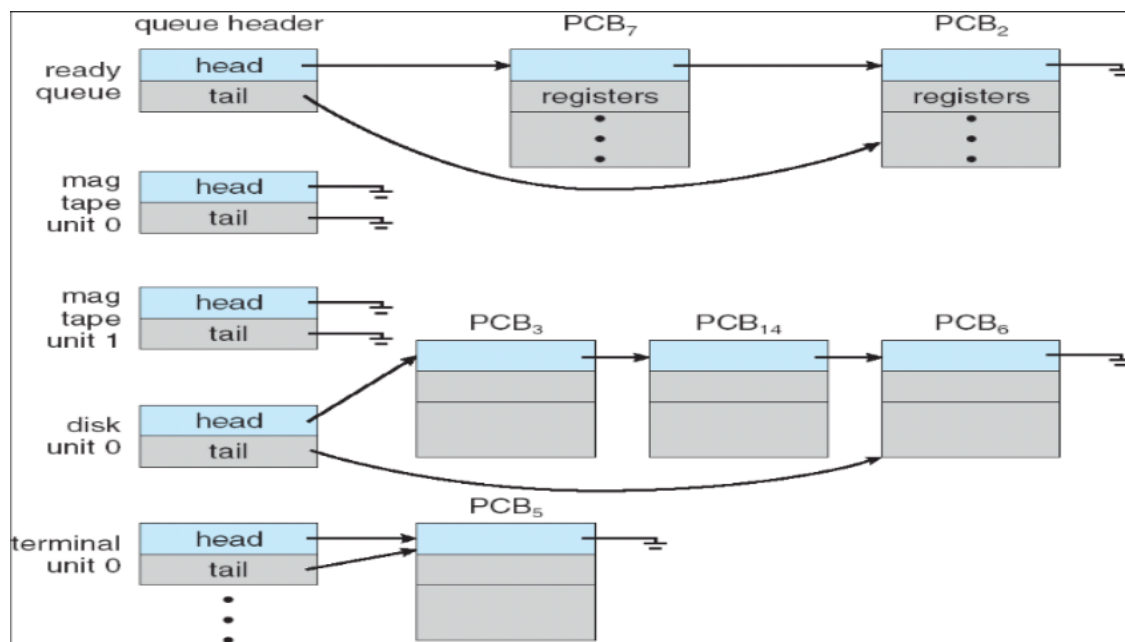 queue header
PCB₇
PCB₂
ready
queue
head
tail
registers
registers
mag
tape
unit 0
head
tail
mag
tape
unit 1
head
tail
PCB₃
PCB₁₄
PCB₆
disk
unit 0
head
tail
PCB₅
terminal
unit 0
head
tail